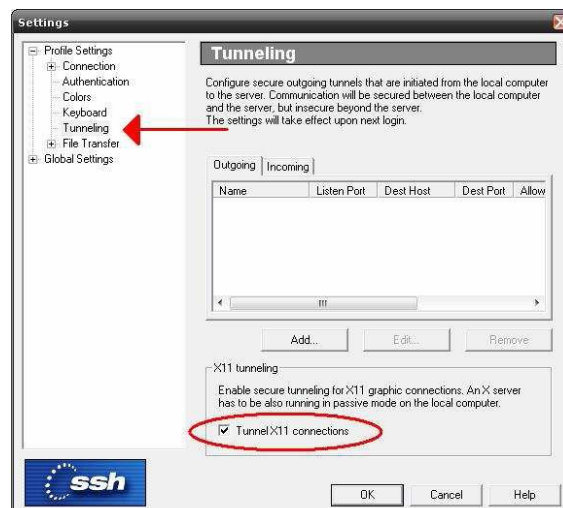 Settings
Profile Settings
Connection
Authentication
Colors
Keyboard
Tunneling
File Transfer
Global Settings
Tunneling
Configure secure outgoing tunnels that are initiated from the local computer
to the server. Communication will be secured between the local computer
and the server, but insecure beyond the server.
The settings will take effect upon next login.
Outgoing Incoming
Name Listen Port Dest Host Dest Port Allow
Add... Edit... Remove
X11 tunneling
Enable secure tunneling for X11 graphic connections. An X server
has to be also running in passive mode on the local computer.
Tunnel X11 connections
ssh
OK Cancel Help